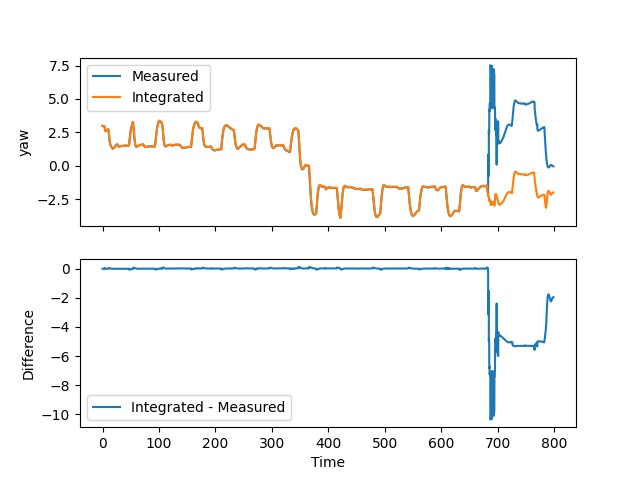 7.5
5.0
2.5
0.0
−2.5
yaw
Measured
Integrated
0
−2
−4
−6
−8
−10
Difference
Integrated - Measured
0 100 200 300 400 500 600 700 800
Time